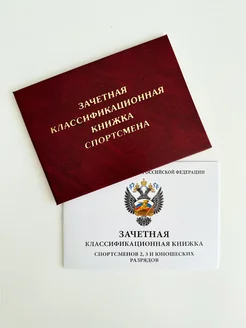 ЗАЧЕТНАЯ
КЛАССИФИКАЦИОННАЯ
КНИЖКА
СПОРТСМЕНА
РОССИЙСКОЙ ФЕДЕРАЦИИ
ЗАЧЕТНАЯ
КЛАССИФИКАЦИОННАЯ КНИЖКА
СПОРТСМЕНОВ 2, 3 И ЮНОШЕСКИХ
РАЗРЯДОВ